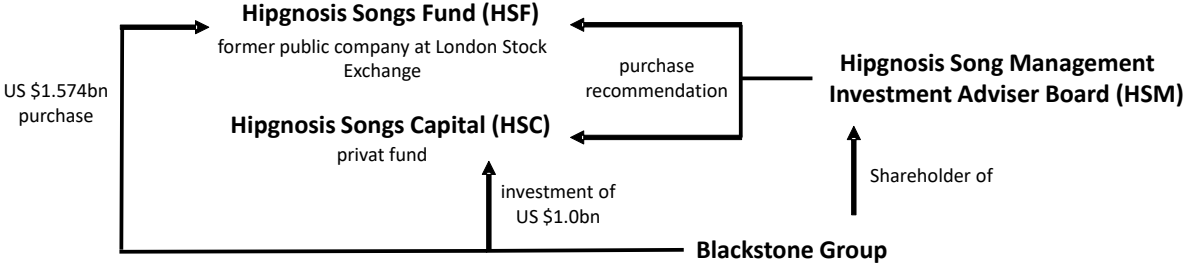 Hipgnosis Songs Fund (HSF)
former public company at London Stock
Exchange
US $1.574bn
purchase
purchase
recommendation
Hipgnosis Song Management
Investment Adviser Board (HSM)
Hipgnosis Songs Capital (HSC)
privat fund
investment of
US $1.0bn
Shareholder of
Blackstone Group